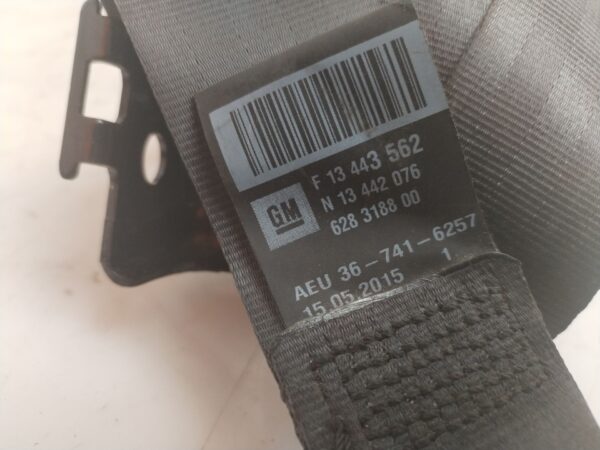 F 13 443 562
GM
N 13 442 076
628 3188 00
AEU 36-741-6257
15.05.2015 1